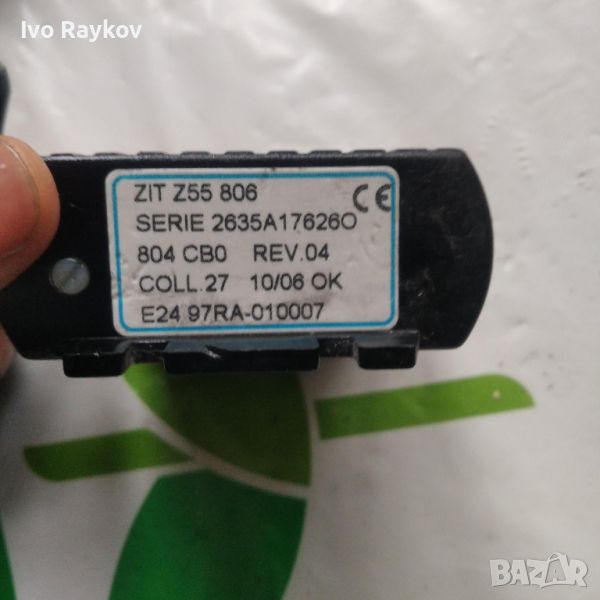 Ivo Raykov
ZIT Z55 806
CE
SERIE 2635A17626O
804 CB0 REV.04
COLL.27 10/06 OK
E24 97RA-010007
BAZAR